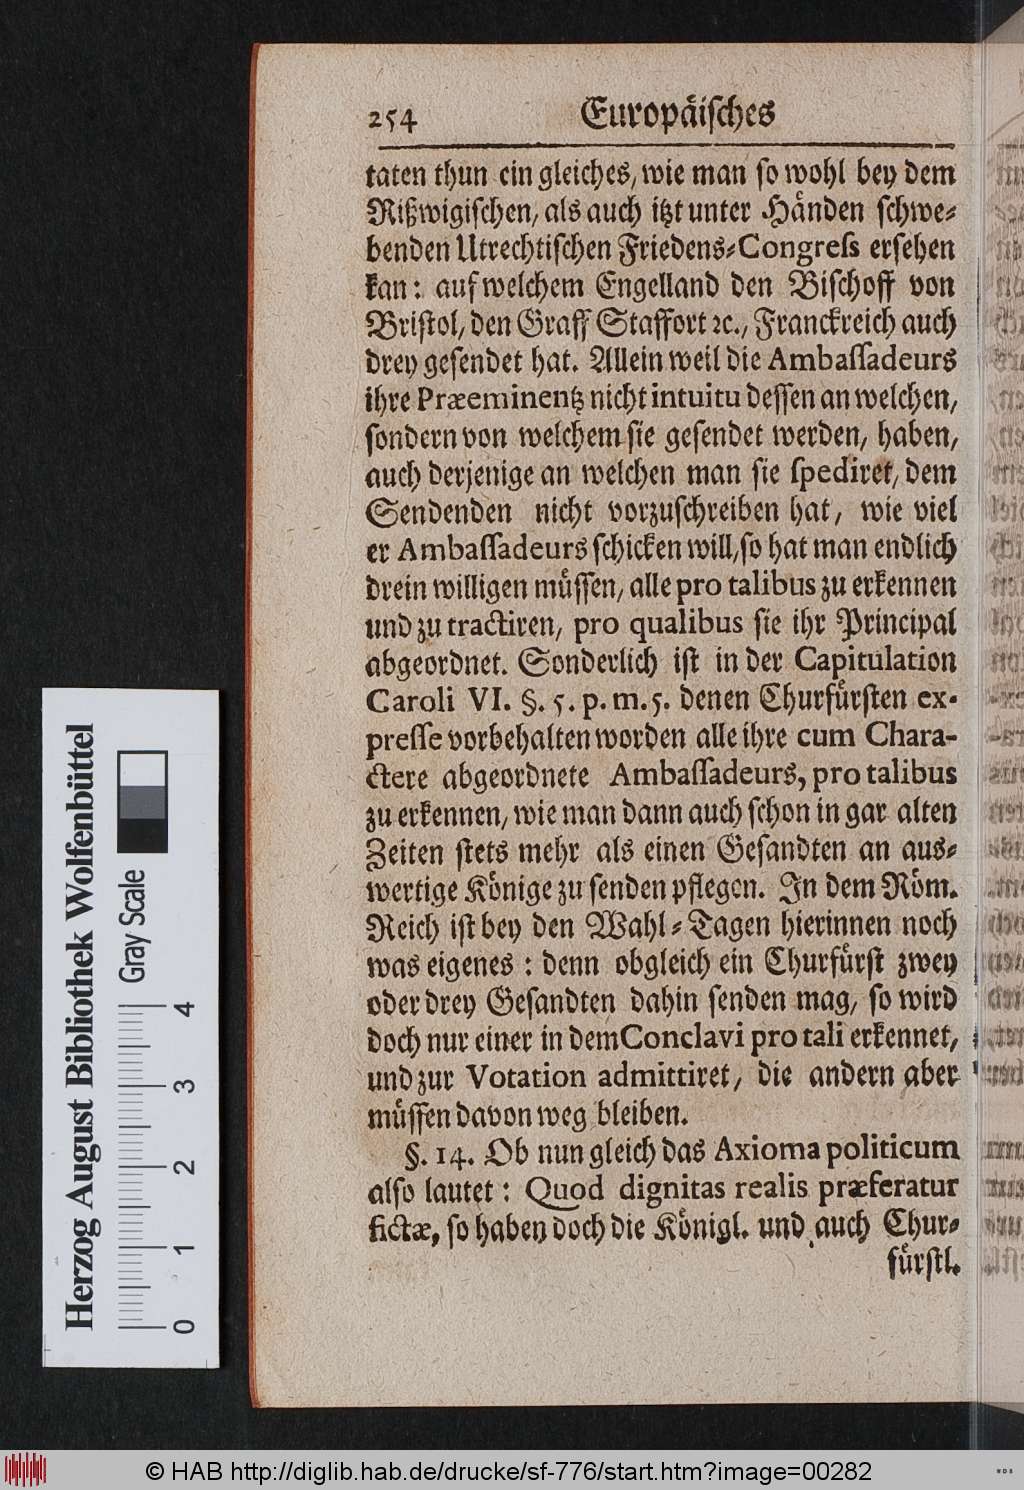 254 Europäisches
taten thun ein gleiches, wie man so wohl bey dem
Rißwigischen, als auch itzt unter Händen schwe-
benden Utrechtischen Friedens-Congress ersehen
kan: auf welchem Engelland den Bischoff von
Bristol, den Graff Staffort ꝛc., Franckreich auch
drey gesendet hat. Allein weil die Ambassadeurs
ihre Præeminentz nicht intuitu dessen an welchen,
sondern von welchem sie gesendet werden, haben,
auch derjenige an welchen man sie spediret, dem
Sendenden nicht vorzuschreiben hat, wie viel
er Ambassadeurs schicken will, so hat man endlich
drein willigen müssen, alle pro talibus zu erkennen
und zu tractiren, pro qualibus sie ihr Principal
abgeordnet. Sonderlich ist in der Capitulation
Caroli VI. §. 5. p. m. 5. denen Churfürsten ex-
presse vorbehalten worden alle ihre cum Chara-
ctere abgeordnete Ambassadeurs, pro talibus
zu erkennen, wie man dann auch schon in gar alten
Zeiten stets mehr als einen Gesandten an aus-
wertige Könige zu senden pflegen. In dem Röm.
Reich ist bey den Wahl-Tagen hierinnen noch
was eigenes: denn obgleich ein Churfürst zwey
oder drey Gesandten dahin senden mag, so wird
doch nur einer in dem Conclavi pro tali erkennet,
und zur Votation admittiret, die andern aber
müssen davon weg bleiben.
§. 14. Ob nun gleich das Axioma politicum
also lautet: Quod dignitas realis præferatur
fictæ, so haben doch die Königl. und auch Chur-
fürstl.
Herzog August Bibliothek Wolfenbüttel
Gray Scale
0 1 2 3 4
© HAB http://diglib.hab.de/drucke/sf-776/start.htm?image=00282